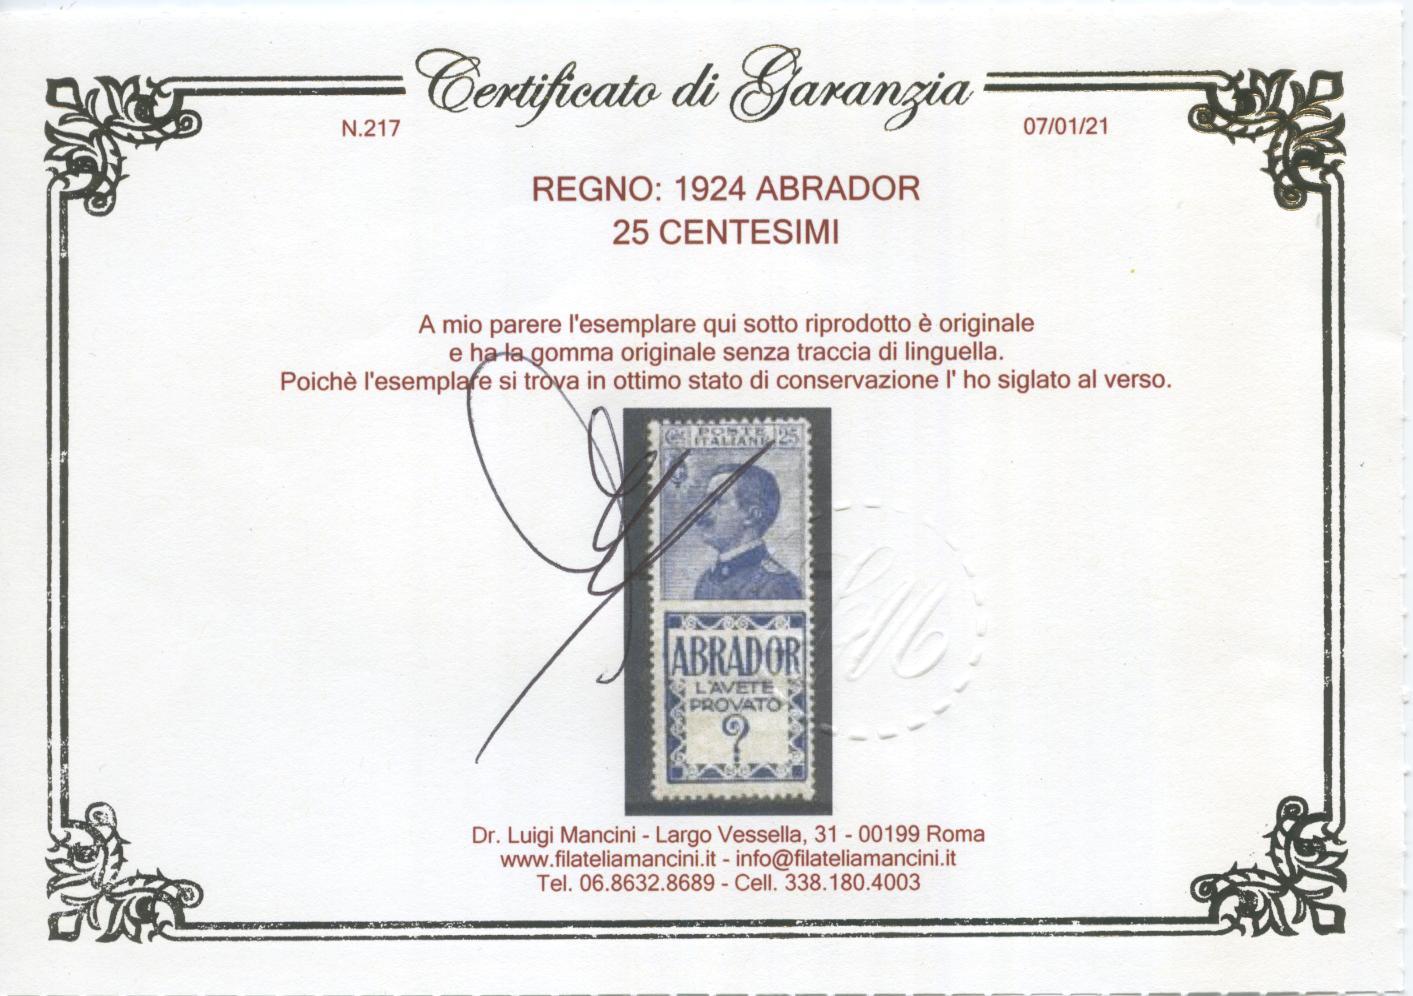 Certificato di Garanzia
N.217
07/01/21
REGNO: 1924 ABRADOR
25 CENTESIMI
A mio parere l'esemplare qui sotto riprodotto è originale
e ha la gomma originale senza traccia di linguella.
Poichè l'esemplare si trova in ottimo stato di conservazione l' ho siglato al verso.
POSTE 25
ITALIANE
ABRADOR
L'AVETE
PROVATO
?
Dr. Luigi Mancini - Largo Vessella, 31 - 00199 Roma
www.filateliamancini.it - info@filateliamancini.it
Tel. 06.8632.8689 - Cell. 338.180.4003